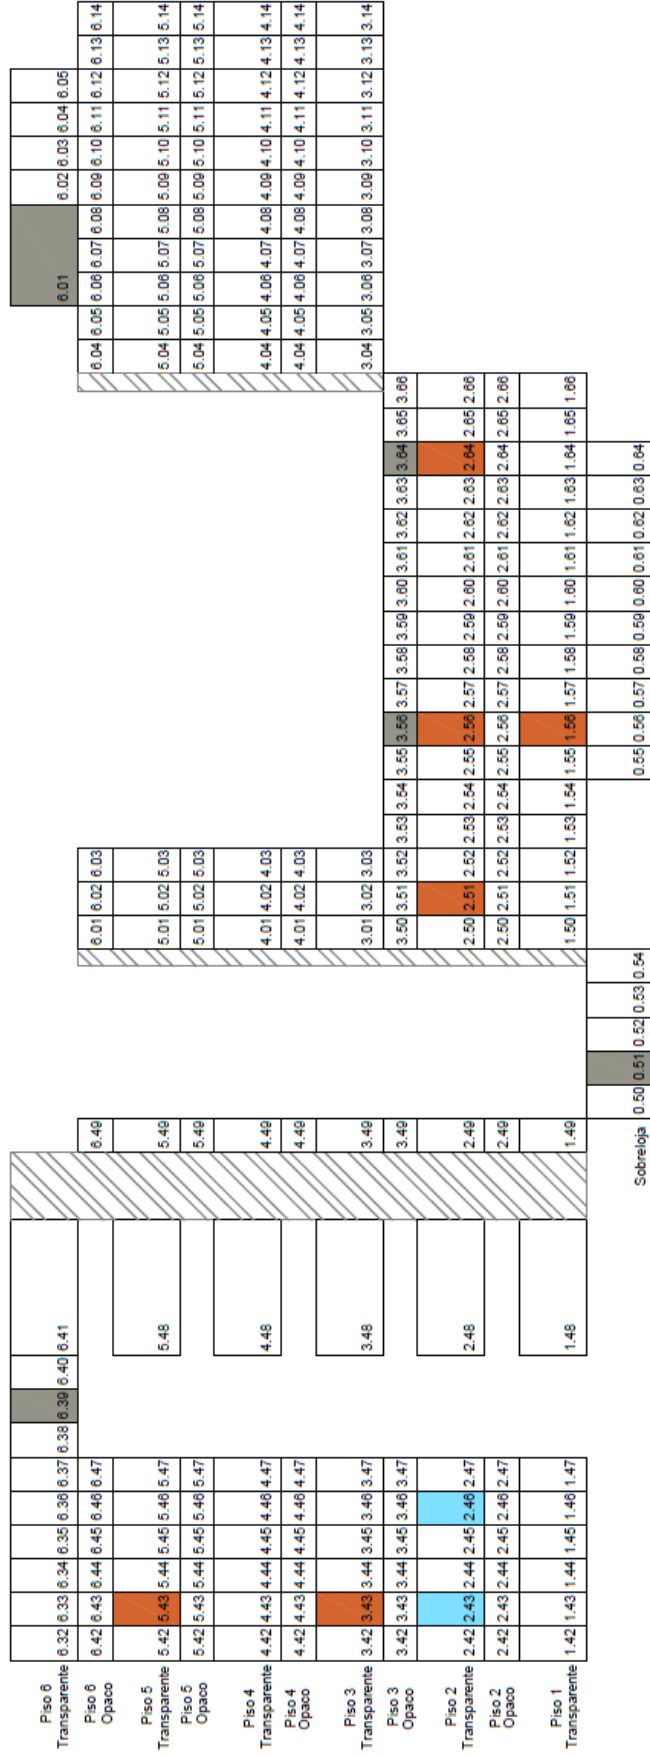 Piso 6
Transparente 6.32 6.33 6.34 6.35 6.36 6.37 6.38 6.39 6.40 6.41 6.01 6.02 6.03 6.04 6.05
Piso 6
Opaco 6.42 6.43 6.44 6.45 6.46 6.47 6.49 6.01 6.02 6.03 6.04 6.05 6.06 6.07 6.08 6.09 6.10 6.11 6.12 6.13 6.14
Piso 5
Transparente 5.42 5.43 5.44 5.45 5.46 5.47 5.48 5.49 5.01 5.02 5.03 5.04 5.05 5.06 5.07 5.08 5.09 5.10 5.11 5.12 5.13 5.14
Piso 5
Opaco 5.42 5.43 5.44 5.45 5.46 5.47 5.49 5.01 5.02 5.03 5.04 5.05 5.06 5.07 5.08 5.09 5.10 5.11 5.12 5.13 5.14
Piso 4
Transparente 4.42 4.43 4.44 4.45 4.46 4.47 4.48 4.49 4.01 4.02 4.03 4.04 4.05 4.06 4.07 4.08 4.09 4.10 4.11 4.12 4.13 4.14
Piso 4
Opaco 4.42 4.43 4.44 4.45 4.46 4.47 4.49 4.01 4.02 4.03 4.04 4.05 4.06 4.07 4.08 4.09 4.10 4.11 4.12 4.13 4.14
Piso 3
Transparente 3.42 3.43 3.44 3.45 3.46 3.47 3.48 3.49 3.01 3.02 3.03 3.04 3.05 3.06 3.07 3.08 3.09 3.10 3.11 3.12 3.13 3.14
Piso 3
Opaco 3.42 3.43 3.44 3.45 3.46 3.47 3.49 3.50 3.51 3.52 3.53 3.54 3.55 3.56 3.57 3.58 3.59 3.60 3.61 3.62 3.63 3.64 3.65 3.66
Piso 2
Transparente 2.42 2.43 2.44 2.45 2.46 2.47 2.48 2.49 2.50 2.51 2.52 2.53 2.54 2.55 2.56 2.57 2.58 2.59 2.60 2.61 2.62 2.63 2.64 2.65 2.66
Piso 2
Opaco 2.42 2.43 2.44 2.45 2.46 2.47 2.49 2.50 2.51 2.52 2.53 2.54 2.55 2.56 2.57 2.58 2.59 2.60 2.61 2.62 2.63 2.64 2.65 2.66
Piso 1
Transparente 1.42 1.43 1.44 1.45 1.46 1.47 1.48 1.49 1.50 1.51 1.52 1.53 1.54 1.55 1.56 1.57 1.58 1.59 1.60 1.61 1.62 1.63 1.64 1.65 1.66
Sobreloja 0.50 0.51 0.52 0.53 0.54 0.55 0.56 0.57 0.58 0.59 0.60 0.61 0.62 0.63 0.64